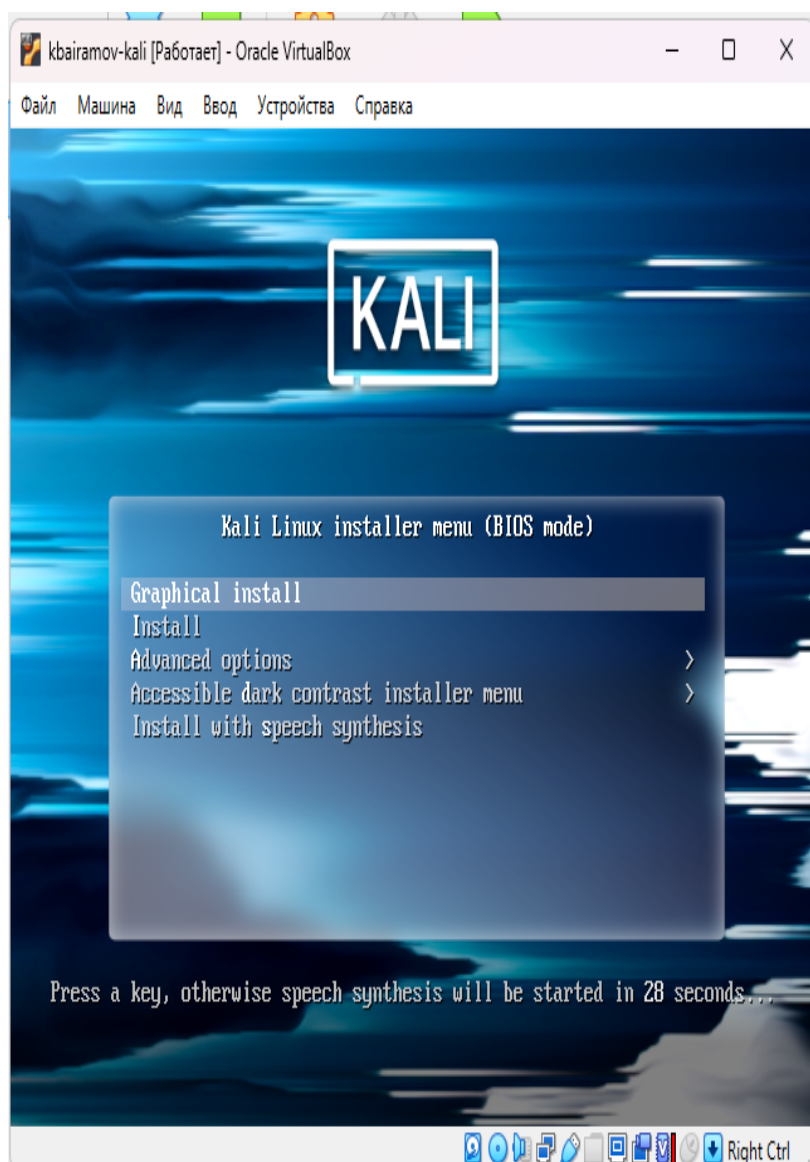 kbairamov-kali [Работает] - Oracle VirtualBox
Файл Машина Вид Ввод Устройства Справка
KALI
Kali Linux installer menu (BIOS mode)
Graphical install
Install
Advanced options >
Accessible dark contrast installer menu >
Install with speech synthesis
Press a key, otherwise speech synthesis will be started in 28 seconds...
Right Ctrl